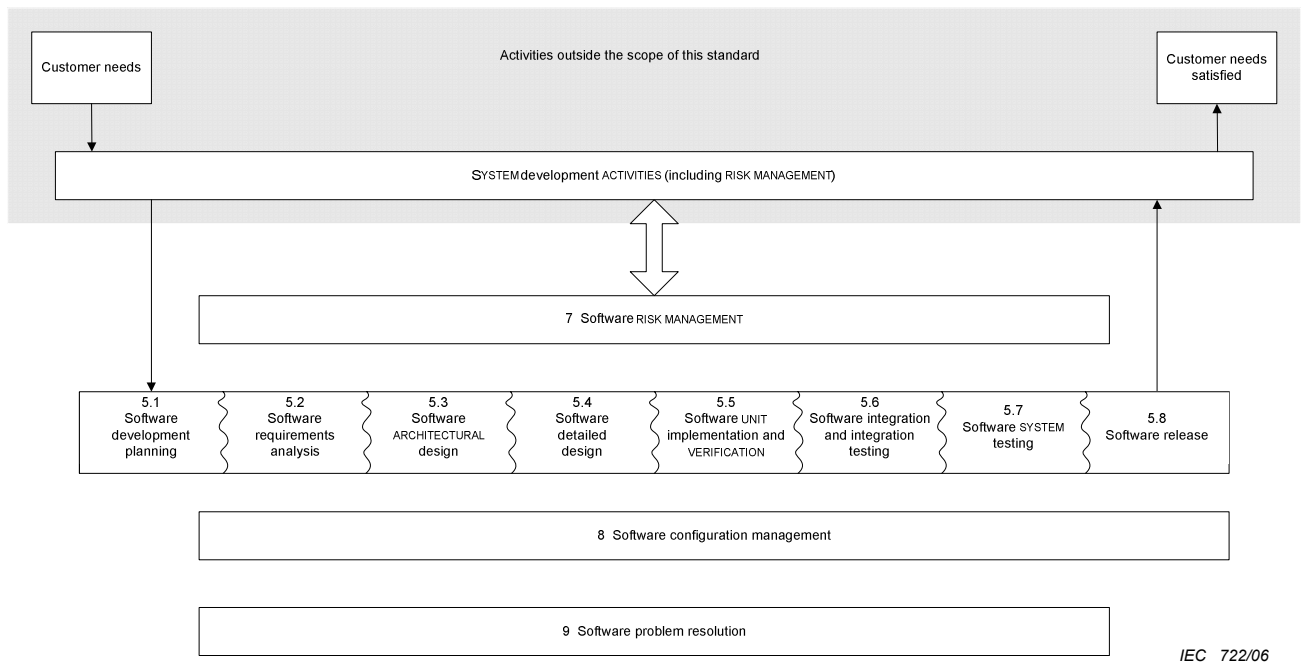 Activities outside the scope of this standard
Customer needs
Customer needs
satisfied
SYSTEM development ACTIVITIES (including RISK MANAGEMENT)
7 Software RISK MANAGEMENT
5.1
Software
development
planning
5.2
Software
requirements
analysis
5.3
Software
ARCHITECTURAL
design
5.4
Software
detailed
design
5.5
Software UNIT
implementation and
VERIFICATION
5.6
Software integration
and integration
testing
5.7
Software SYSTEM
testing
5.8
Software release
8 Software configuration management
9 Software problem resolution
IEC 722/06